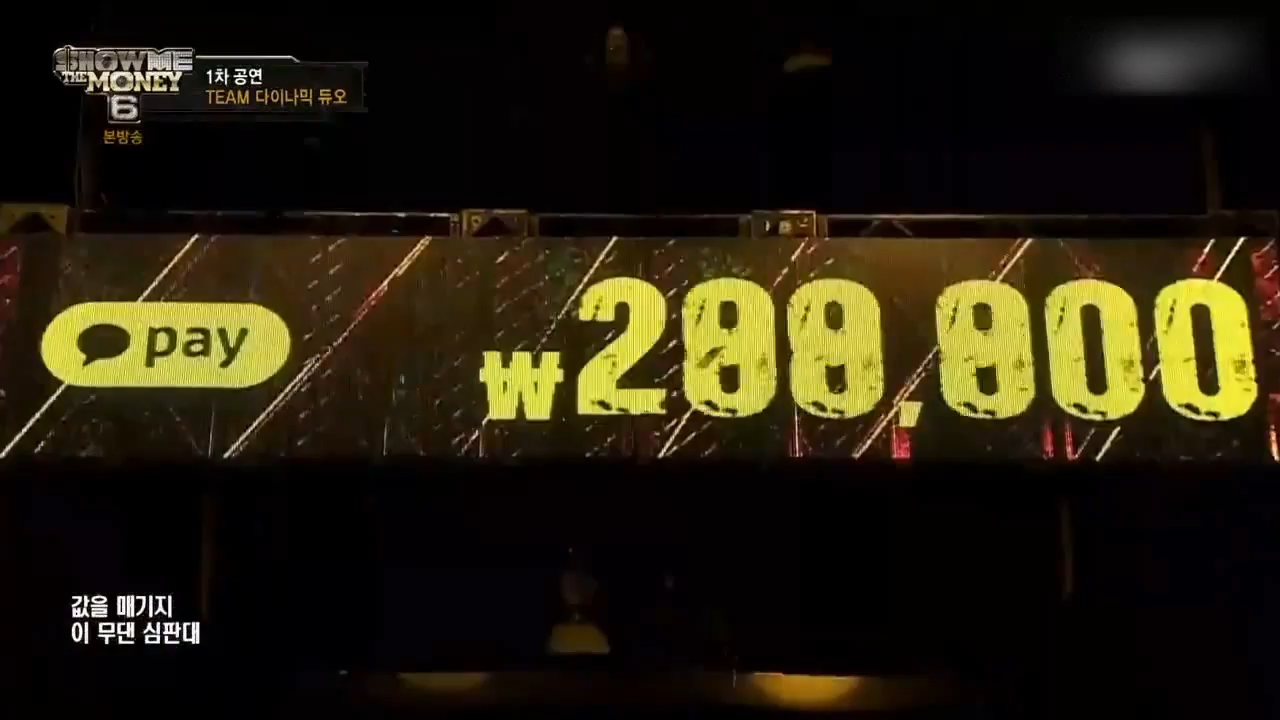 SHOW ME
THE MONEY
6
1차 공연
TEAM 다이나믹 듀오
본방송
pay
₩299,900
값을 매기지
이 무댄 심판대